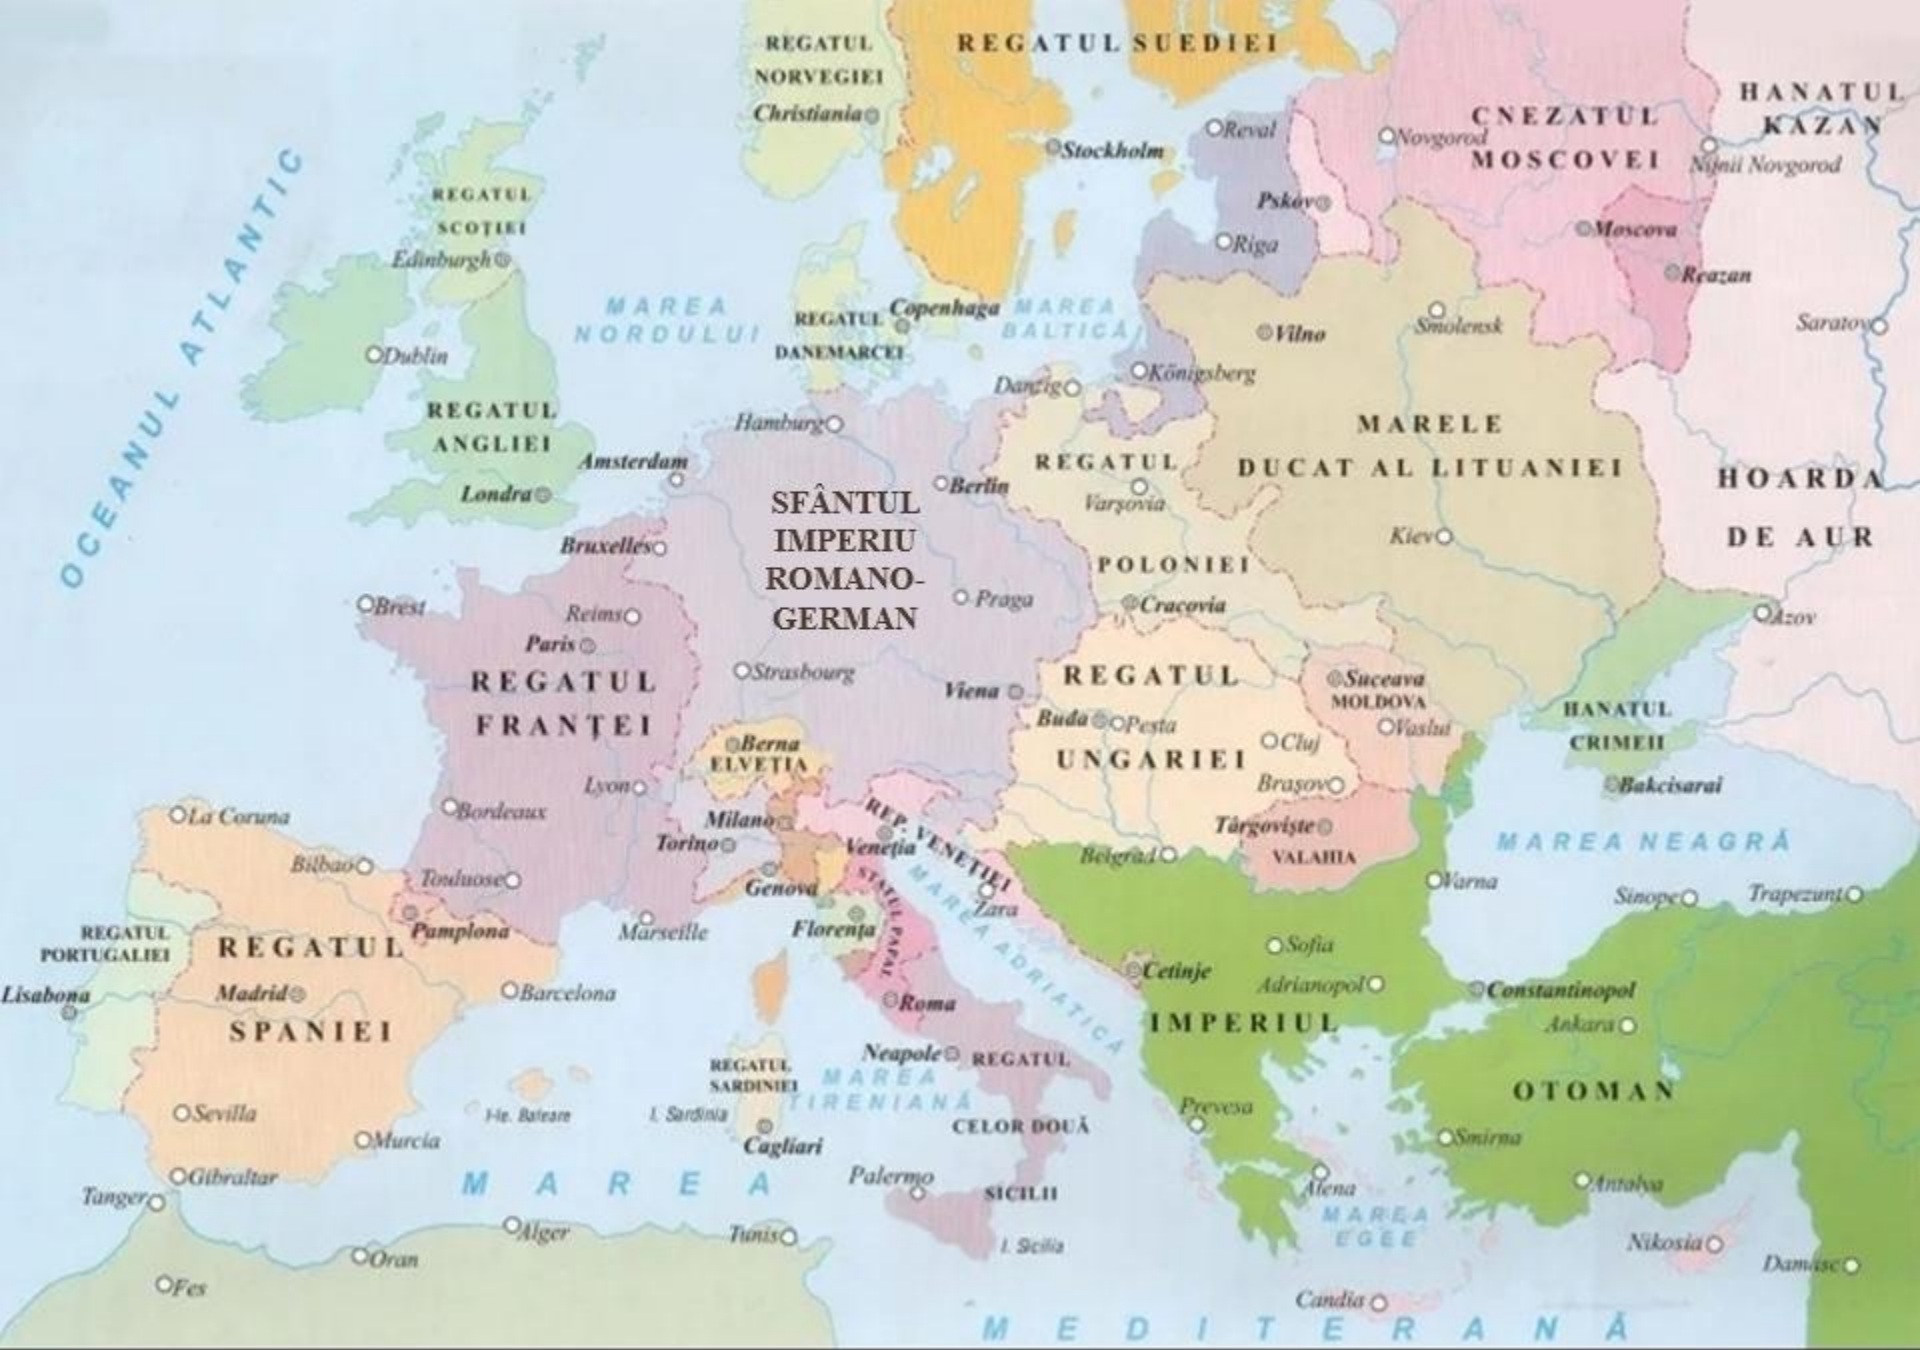 REGATUL
NORVEGIEI
Christiania
REGATUL SUEDIEI
Stockholm
Reval
Novgorod
CNEZATUL
MOSCOVEI
HANATUL
KAZAN
Nijnii Novgorod
Pskov
Riga
Moscova
Reazan
Saratov
OCEANUL ATLANTIC
REGATUL
SCOȚIEI
Edinburgh
MAREA
NORDULUI
REGATUL
DANEMARCEI
Copenhaga
MAREA
BALTICĂ
Vilno
Smolensk
Dublin
REGATUL
ANGLIEI
Londra
Danzig
Königsberg
Hamburg
Amsterdam
Berlin
SFÂNTUL
IMPERIU
ROMANO-
GERMAN
REGATUL
Varșovia
POLONIEI
Cracovia
MARELE
DUCAT AL LITUANIEI
Kiev
HOARDA
DE AUR
Azov
Bruxelles
Brest
Reims
Paris
REGATUL
FRANȚEI
Praga
Strasbourg
Viena
REGATUL
Buda
Pesta
UNGARIEI
Cluj
Brașov
Suceava
MOLDOVA
Vaslui
HANATUL
CRIMEII
Bakcisarai
Berna
ELVEȚIA
Lyon
Bordeaux
Milano
Torino
Genova
REP. VENEȚIEI
Veneția
Târgoviște
VALAHIA
Belgrad
MAREA NEAGRĂ
Varna
Sinope
Trapezunt
La Coruna
Bilbao
Touluose
Pamplona
Marseille
Florența
STATUL PAPAL
Zara
MAREA ADRIATICĂ
REGATUL
PORTUGALIEI
Lisabona
REGATUL
Madrid
SPANIEI
Barcelona
Roma
Cetinje
Sofia
Adrianopol
Constantinopol
IMPERIUL
Ankara
OTOMAN
Neapole
REGATUL
CELOR DOUĂ
SICILII
REGATUL
SARDINIEI
I. Sardinia
Cagliari
MAREA
TIRENIANĂ
I-le. Baleare
Sevilla
Murcia
Gibraltar
Tanger
Palermo
I. Sicilia
Prevesa
Smirna
Antalya
Atena
MAREA
EGEE
Nikosia
Damasc
Candia
Alger
Tunis
Oran
Fes
MAREA
MEDITERANĂ